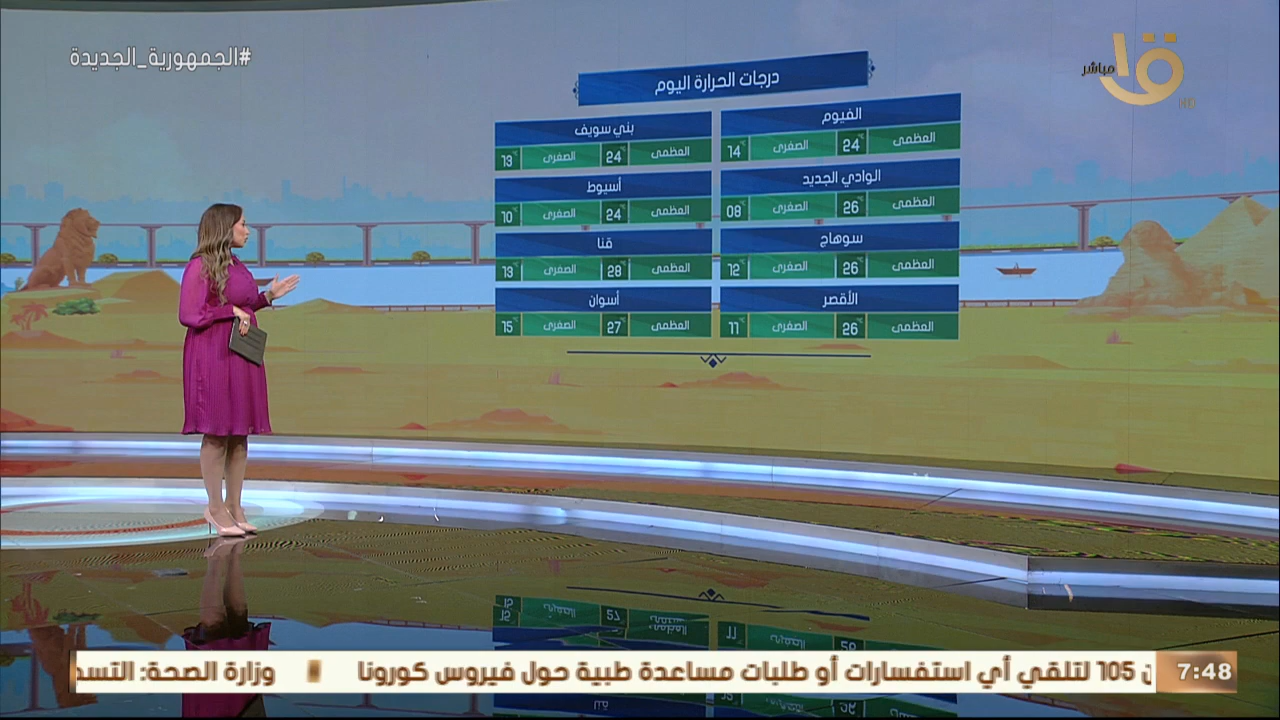 #الجمهورية_الجديدة
مباشر
HD
درجات الحرارة اليوم
الفيوم
العظمى 24 الصغرى 14
بني سويف
العظمى 24 الصغرى 13
الوادي الجديد
العظمى 26 الصغرى 08
أسيوط
العظمى 24 الصغرى 10
سوهاج
العظمى 26 الصغرى 12
قنا
العظمى 28 الصغرى 13
الأقصر
العظمى 26 الصغرى 11
أسوان
العظمى 27 الصغرى 15
7:48
105 لتلقي أي استفسارات أو طلبات مساعدة طبية حول فيروس كورونا
وزارة الصحة: